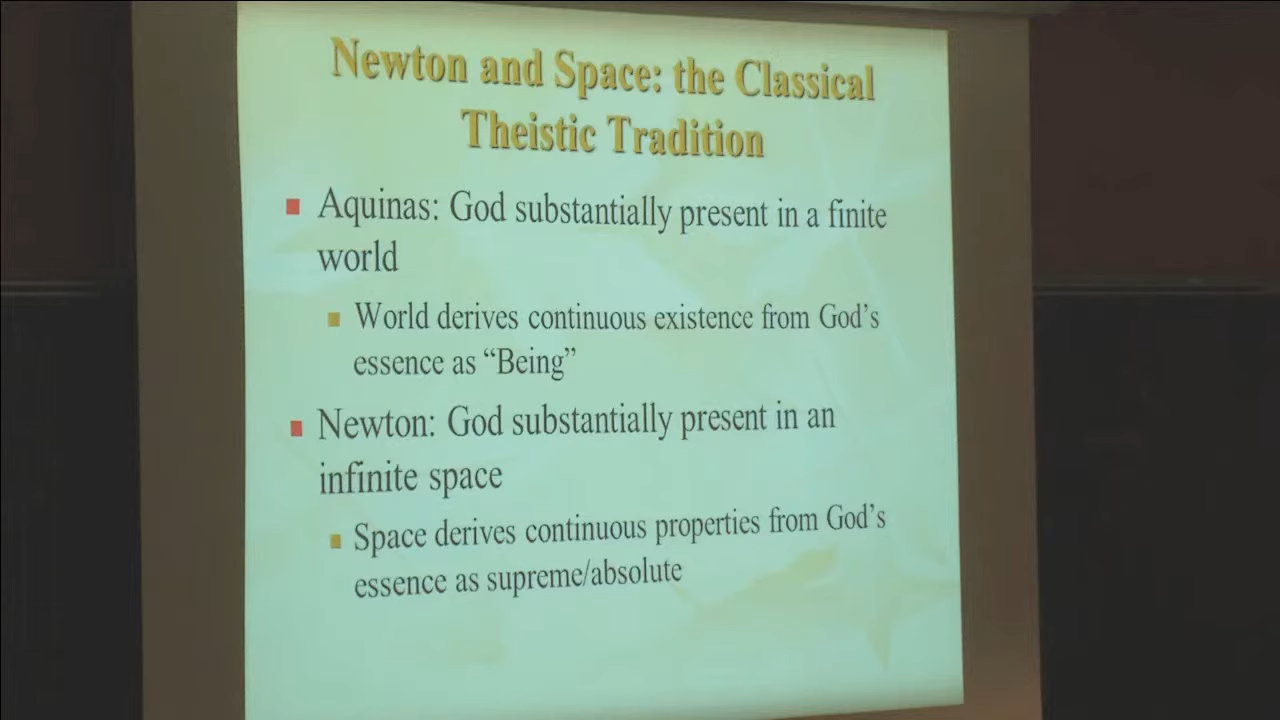 Newton and Space: the Classical
Theistic Tradition
Aquinas: God substantially present in a finite
world
World derives continuous existence from God's
essence as “Being”
Newton: God substantially present in an
infinite space
Space derives continuous properties from God's
essence as supreme/absolute